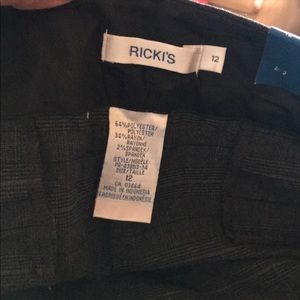 RICKI'S
12
64% POLYESTER/
POLYESTER
34% RAYON/
RAYONNE
2% SPANDEX/
SPANDEX
STYLE/MODELE:
SIZE/TAILLE
12
CA 03664
MADE IN INDONESIA
FABRIQUE EN INDONESIE